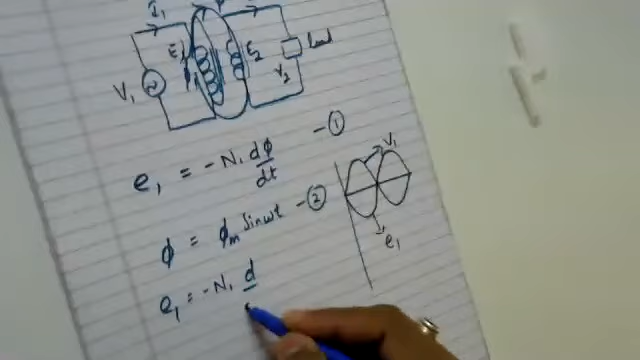 I₁
E₁ E₂ Load
V₁ V₂
e₁ = -N₁ dϕ/dt - ①
V₁
ϕ = ϕₘ sinωt - ②
e₁
e₁ = -N₁ d